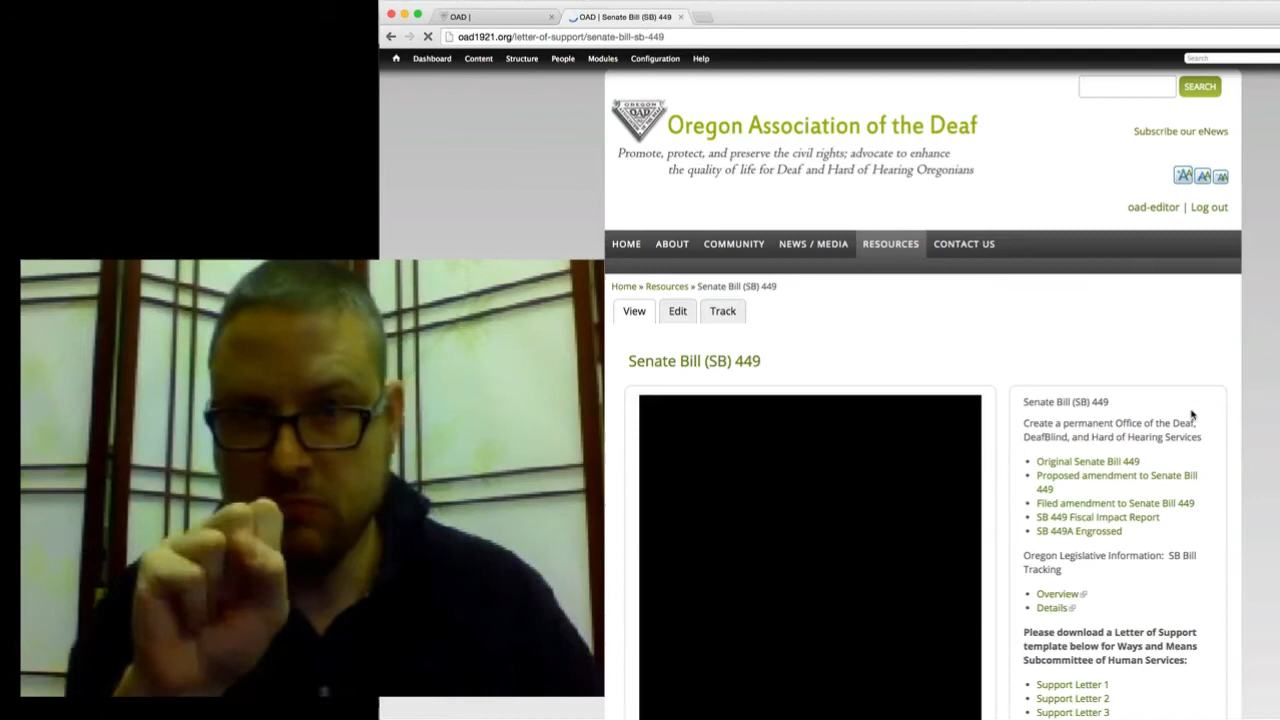 OAD |
OAD | Senate Bill (SB) 449
oad1921.org/letter-of-support/senate-bill-sb-449
Dashboard Content Structure People Modules Configuration Help
Search
SEARCH
OREGON
OAD
Oregon Association of the Deaf
Subscribe our eNews
Promote, protect, and preserve the civil rights; advocate to enhance
the quality of life for Deaf and Hard of Hearing Oregonians
AA AA AA
oad-editor | Log out
HOME ABOUT COMMUNITY NEWS / MEDIA RESOURCES CONTACT US
Home » Resources » Senate Bill (SB) 449
View Edit Track
Senate Bill (SB) 449
Senate Bill (SB) 449
Create a permanent Office of the Deaf,
DeafBlind, and Hard of Hearing Services
• Original Senate Bill 449
• Proposed amendment to Senate Bill
449
• Filed amendment to Senate Bill 449
• SB 449 Fiscal Impact Report
• SB 449A Engrossed
Oregon Legislative Information: SB Bill
Tracking
• Overview
• Details
Please download a Letter of Support
template below for Ways and Means
Subcommittee of Human Services:
• Support Letter 1
• Support Letter 2
• Support Letter 3